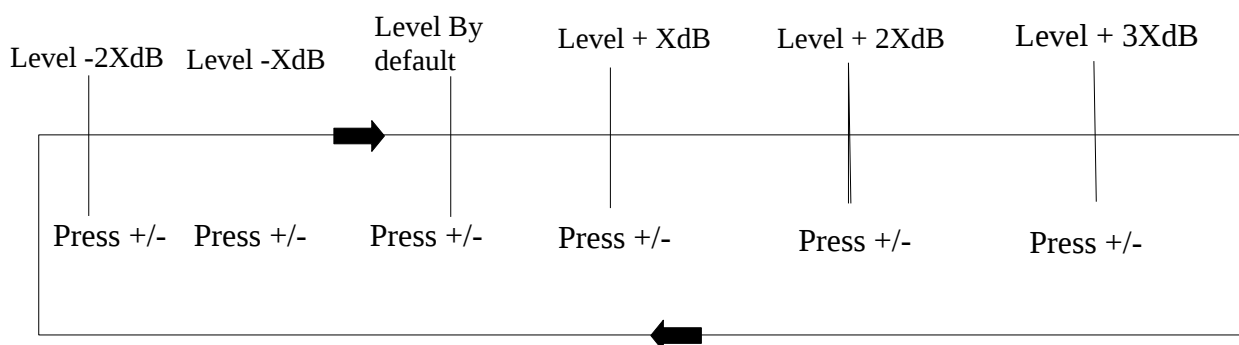 Level -2XdB
Level -XdB
Level By
default
Level + XdB
Level + 2XdB
Level + 3XdB
Press +/-
Press +/-
Press +/-
Press +/-
Press +/-
Press +/-